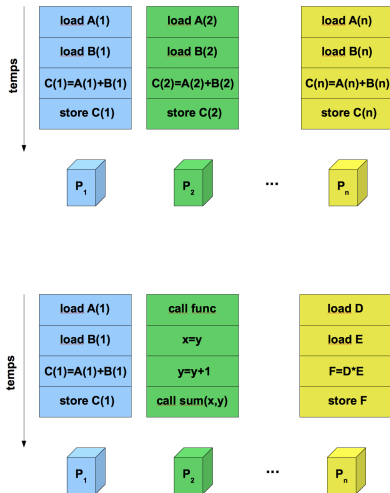 temps
load A(1)
load B(1)
C(1)=A(1)+B(1)
store C(1)
load A(2)
load B(2)
C(2)=A(2)+B(2)
store C(2)
load A(n)
load B(n)
C(n)=A(n)+B(n)
store C(n)
P1
P2
...
Pn
temps
load A(1)
load B(1)
C(1)=A(1)+B(1)
store C(1)
call func
x=y
y=y+1
call sum(x,y)
load D
load E
F=D*E
store F
P1
P2
...
Pn